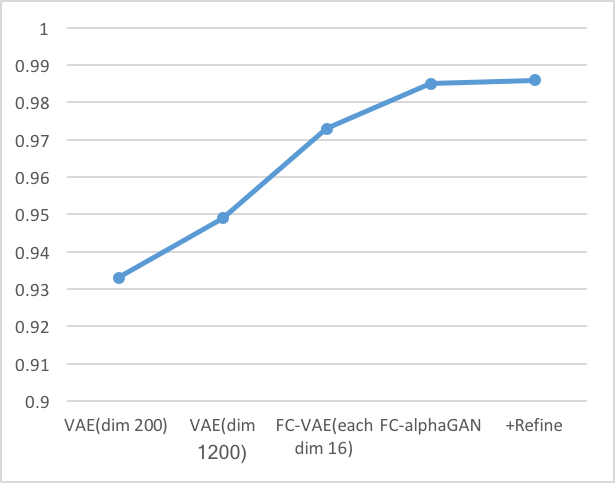 1
0.99
0.98
0.97
0.96
0.95
0.94
0.93
0.92
0.91
0.9
VAE(dim 200)
VAE(dim
1200)
FC-VAE(each
dim 16)
FC-alphaGAN
+Refine